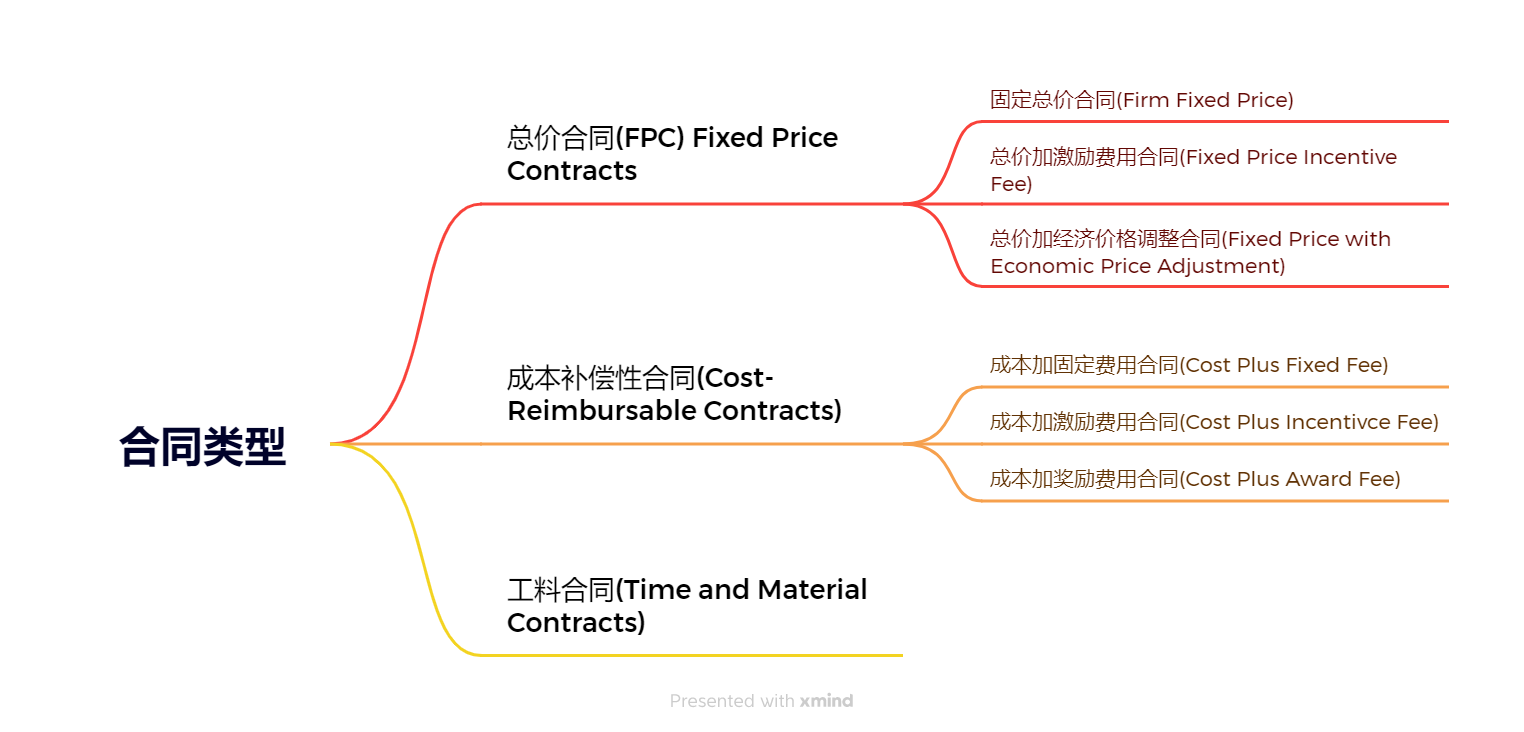 固定总价合同(Firm Fixed Price)
总价合同(FPC) Fixed Price
Contracts
总价加激励费用合同(Fixed Price Incentive
Fee)
总价加经济价格调整合同(Fixed Price with
Economic Price Adjustment)
成本补偿性合同(Cost-
Reimbursable Contracts)
成本加固定费用合同(Cost Plus Fixed Fee)
成本加激励费用合同(Cost Plus Incentivce Fee)
成本加奖励费用合同(Cost Plus Award Fee)
合同类型
工料合同(Time and Material
Contracts)
Presented with xmind